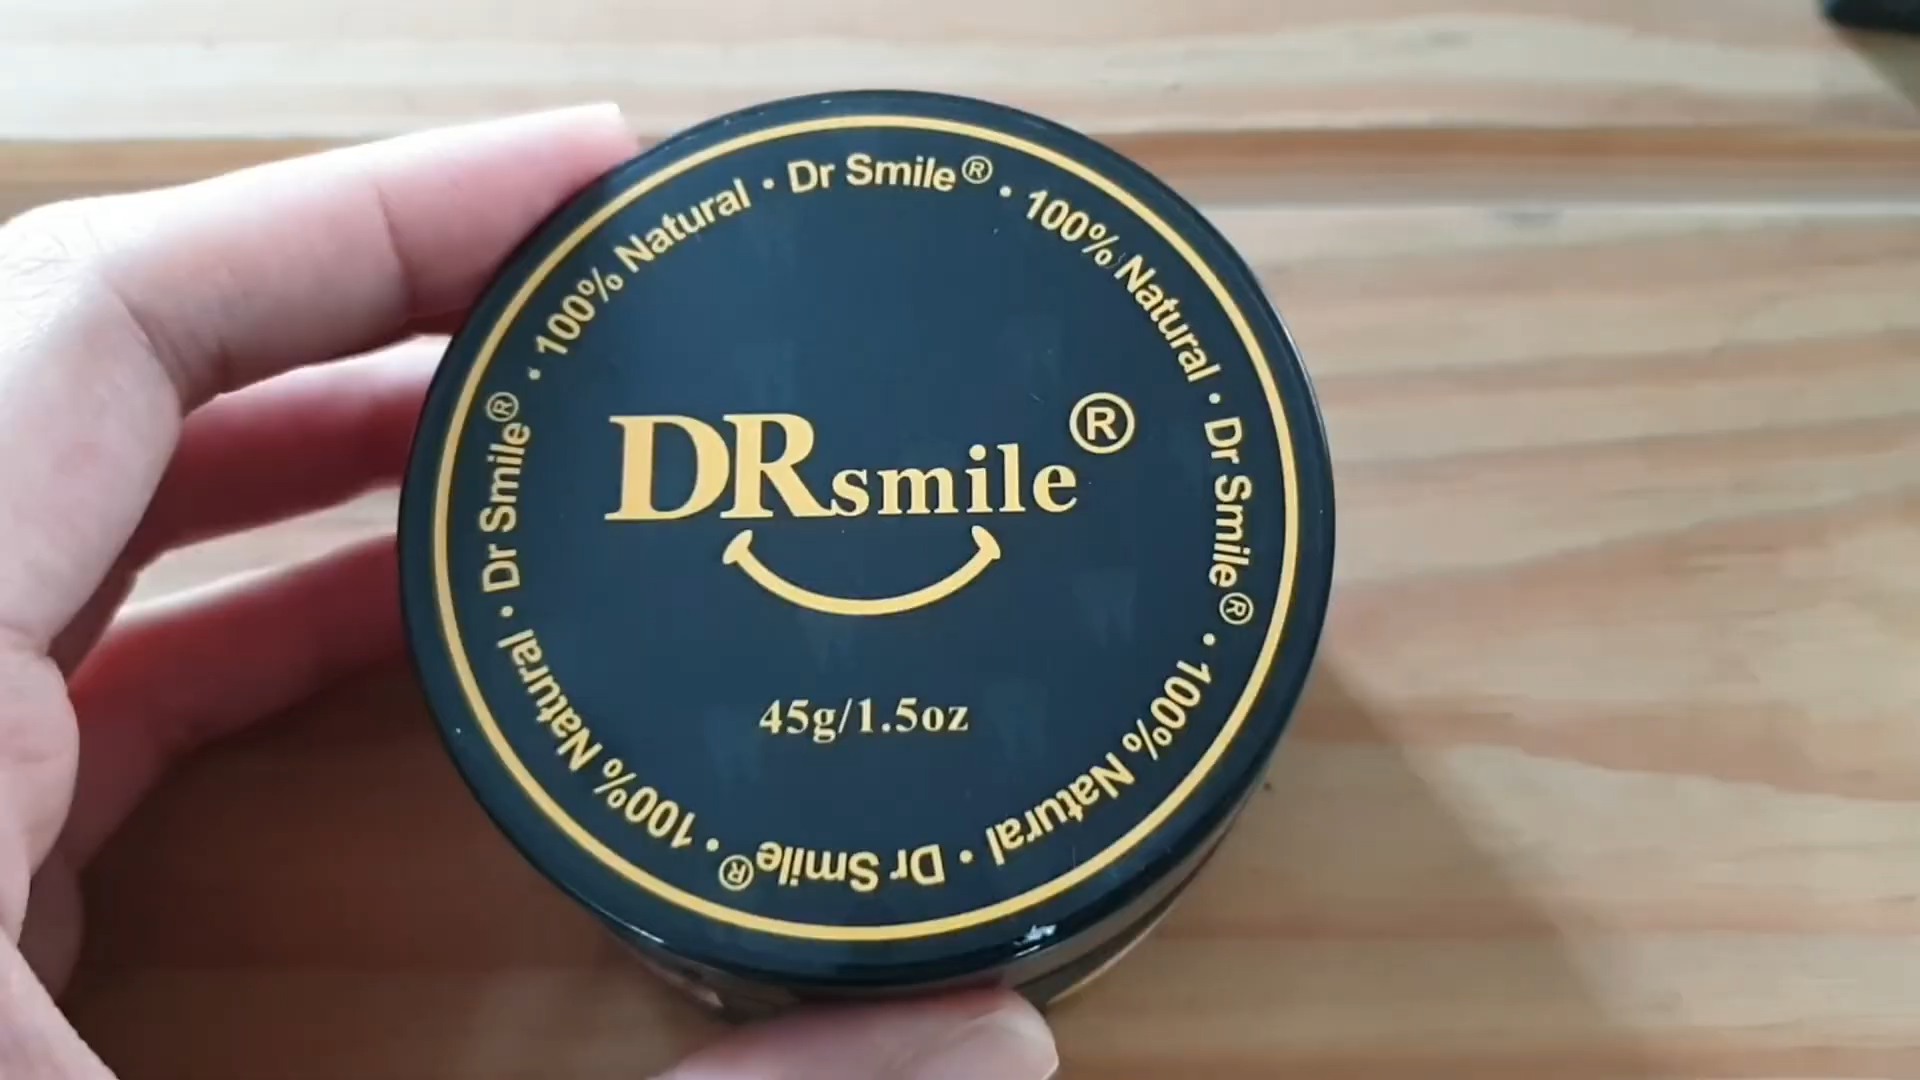 DRsmile®
45g/1.5oz
Dr Smile® • 100% Natural • Dr Smile® • 100% Natural • Dr Smile® • 100% Natural • Dr Smile® • 100% Natural •